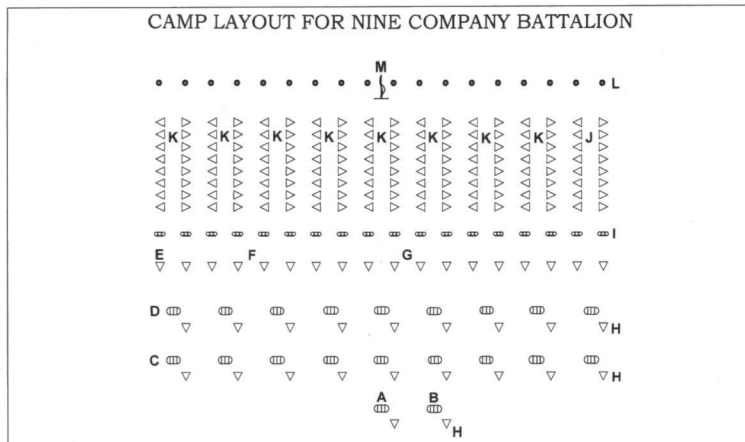 CAMP LAYOUT FOR NINE COMPANY BATTALION
M
L
K K K K K K K K J
I
E F G
D H
C H
A B
H